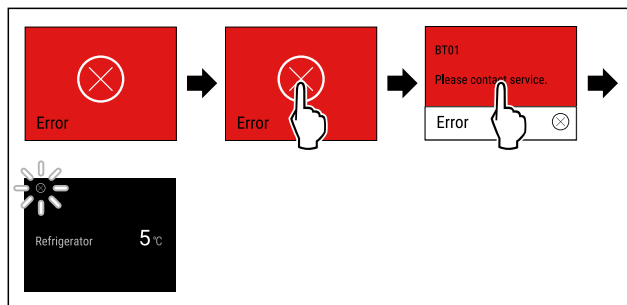 Error
Error
BT01
Please contact service.
Error
Refrigerator 5 °C